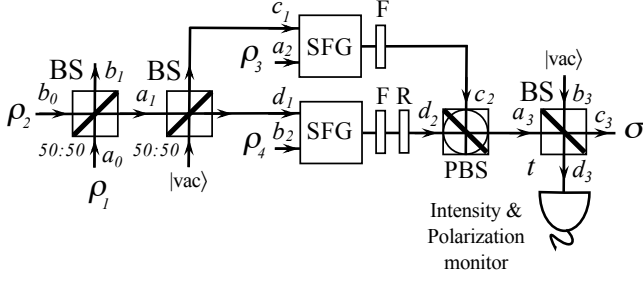 c₁ F
SFG
ρ₃ a₂
BS b₁ BS |vac⟩
ρ₂ b₀ a₁ d₁ F R d₂ c₂ a₃ BS b₃ c₃ σ
SFG
ρ₄ b₂
50:50 a₀ 50:50 PBS t d₃
ρ₁ |vac⟩
Intensity &
Polarization
monitor